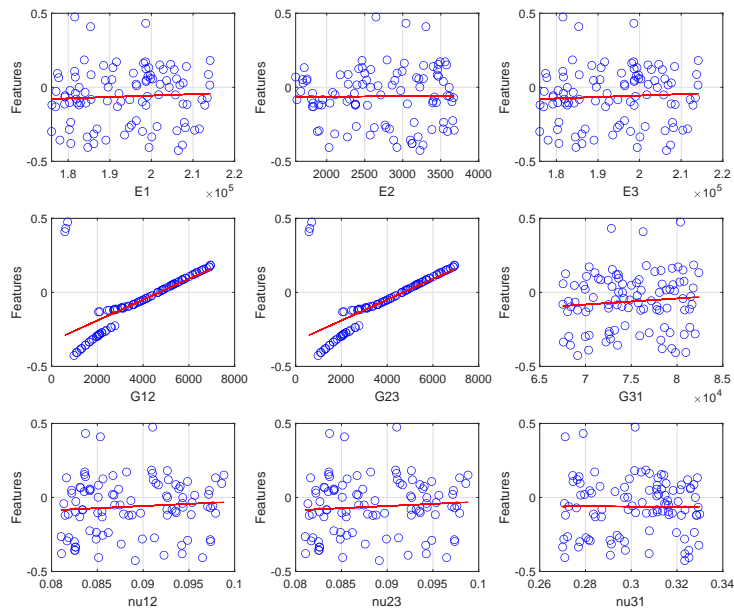 0.5 0.5 0.5
Features 0 Features 0 Features 0
-0.5 -0.5 -0.5
1.8 1.9 2 2.1 2.2 2000 2500 3000 3500 4000 1.8 1.9 2 2.1 2.2
E1 ×10^5 E2 E3 ×10^5
0.5 0.5 0.5
Features 0 Features 0 Features 0
-0.5 -0.5 -0.5
0 2000 4000 6000 8000 0 2000 4000 6000 8000 6.5 7 7.5 8 8.5
G12 G23 G31 ×10^4
0.5 0.5 0.5
Features 0 Features 0 Features 0
-0.5 -0.5 -0.5
0.08 0.085 0.09 0.095 0.1 0.08 0.085 0.09 0.095 0.1 0.26 0.28 0.3 0.32 0.34
nu12 nu23 nu31